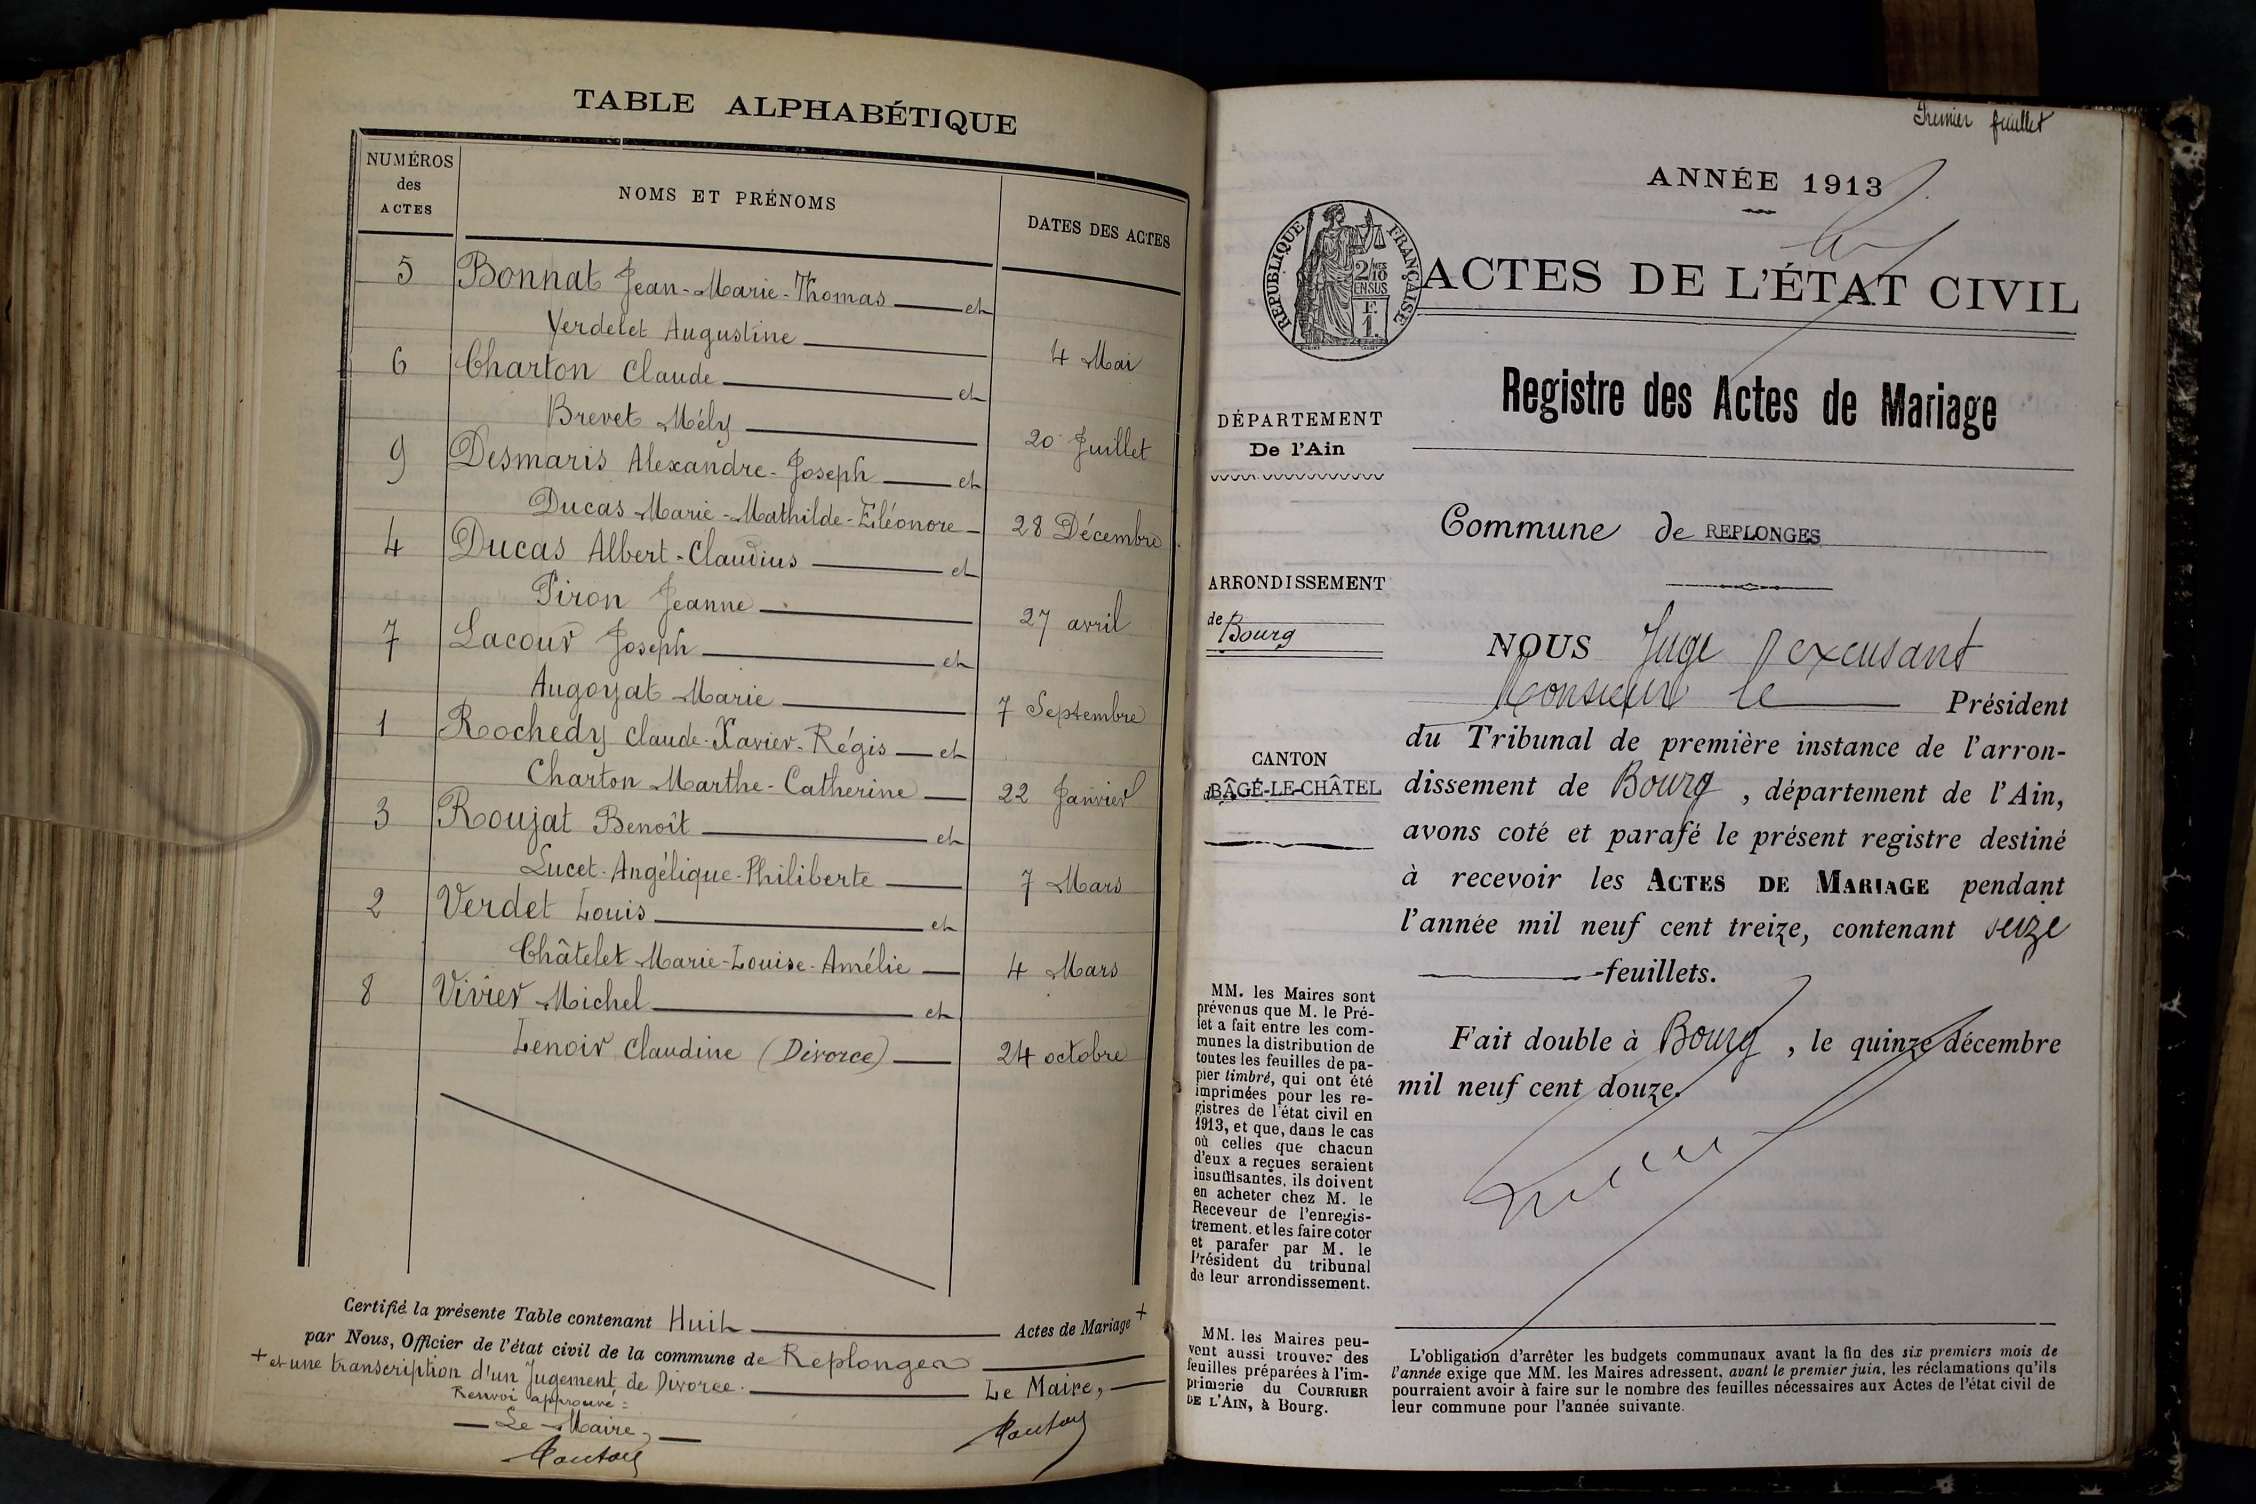 TABLE ALPHABÉTIQUE
NUMÉROS des ACTES
NOMS ET PRÉNOMS
DATES DES ACTES
5 Bonnat Jean-Marie-Thomas et
Verdelet Augustine 4 Mai
6 Charton Claude et
Brevet Mély 20 Juillet
9 Desmaris Alexandre-Joseph et
Ducas Marie-Mathilde-Eléonore 28 Décembre
4 Ducas Albert-Claudius et
Piron Jeanne 27 avril
7 Lacour Joseph et
Augoyat Marie 7 Septembre
1 Rochedy Claude-Xavier-Régis et
Charton Marthe-Catherine 22 Janvier
3 Roujat Benoît et
Lucet-Angélique-Philiberte 7 Mars
2 Verdet Louis et
Châtelet Marie-Louise-Amélie 4 Mars
8 Vivier Michel et
Lenoir Claudine (Divorce) 24 octobre
Certifié la présente Table contenant Huit Actes de Mariage +
par Nous, Officier de l'état civil de la commune de Replonges
+ et une transcription d'un Jugement de Divorce. Le Maire,
Renvoi approuvé :
Le Maire,
Premier feuillet
ANNÉE 1913
RÉPUBLIQUE FRANÇAISE
2/10MES
EN SUS
F.
1.
ACTES DE L'ÉTAT CIVIL
Registre des Actes de Mariage
DÉPARTEMENT
De l'Ain
Commune de REPLONGES
ARRONDISSEMENT
de Bourg
CANTON
d BÂGÉ-LE-CHÂTEL
NOUS Juge excusant
Monsieur le Président
du Tribunal de première instance de l'arron-
dissement de Bourg, département de l'Ain,
avons coté et parafé le présent registre destiné
à recevoir les ACTES DE MARIAGE pendant
l'année mil neuf cent treize, contenant seize
feuillets.
Fait double à Bourg, le quinze décembre
mil neuf cent douze.
MM. les Maires sont
prévenus que M. le Pré-
fet a fait entre les com-
munes la distribution de
toutes les feuilles de pa-
pier timbré, qui ont été
imprimées pour les re-
gistres de l'état civil en
1913, et que, dans le cas
où celles que chacun
d'eux a reçues seraient
insuffisantes, ils doivent
en acheter chez M. le
Receveur de l'enregis-
trement, et les faire coter
et parafer par M. le
Président du tribunal
de leur arrondissement.
MM. les Maires peu-
vent aussi trouver des
feuilles préparées à l'im-
primerie du COURRIER
DE L'AIN, à Bourg.
L'obligation d'arrêter les budgets communaux avant la fin des six premiers mois de
l'année exige que MM. les Maires adressent, avant le premier juin, les réclamations qu'ils
pourraient avoir à faire sur le nombre des feuilles nécessaires aux Actes de l'état civil de
leur commune pour l'année suivante.